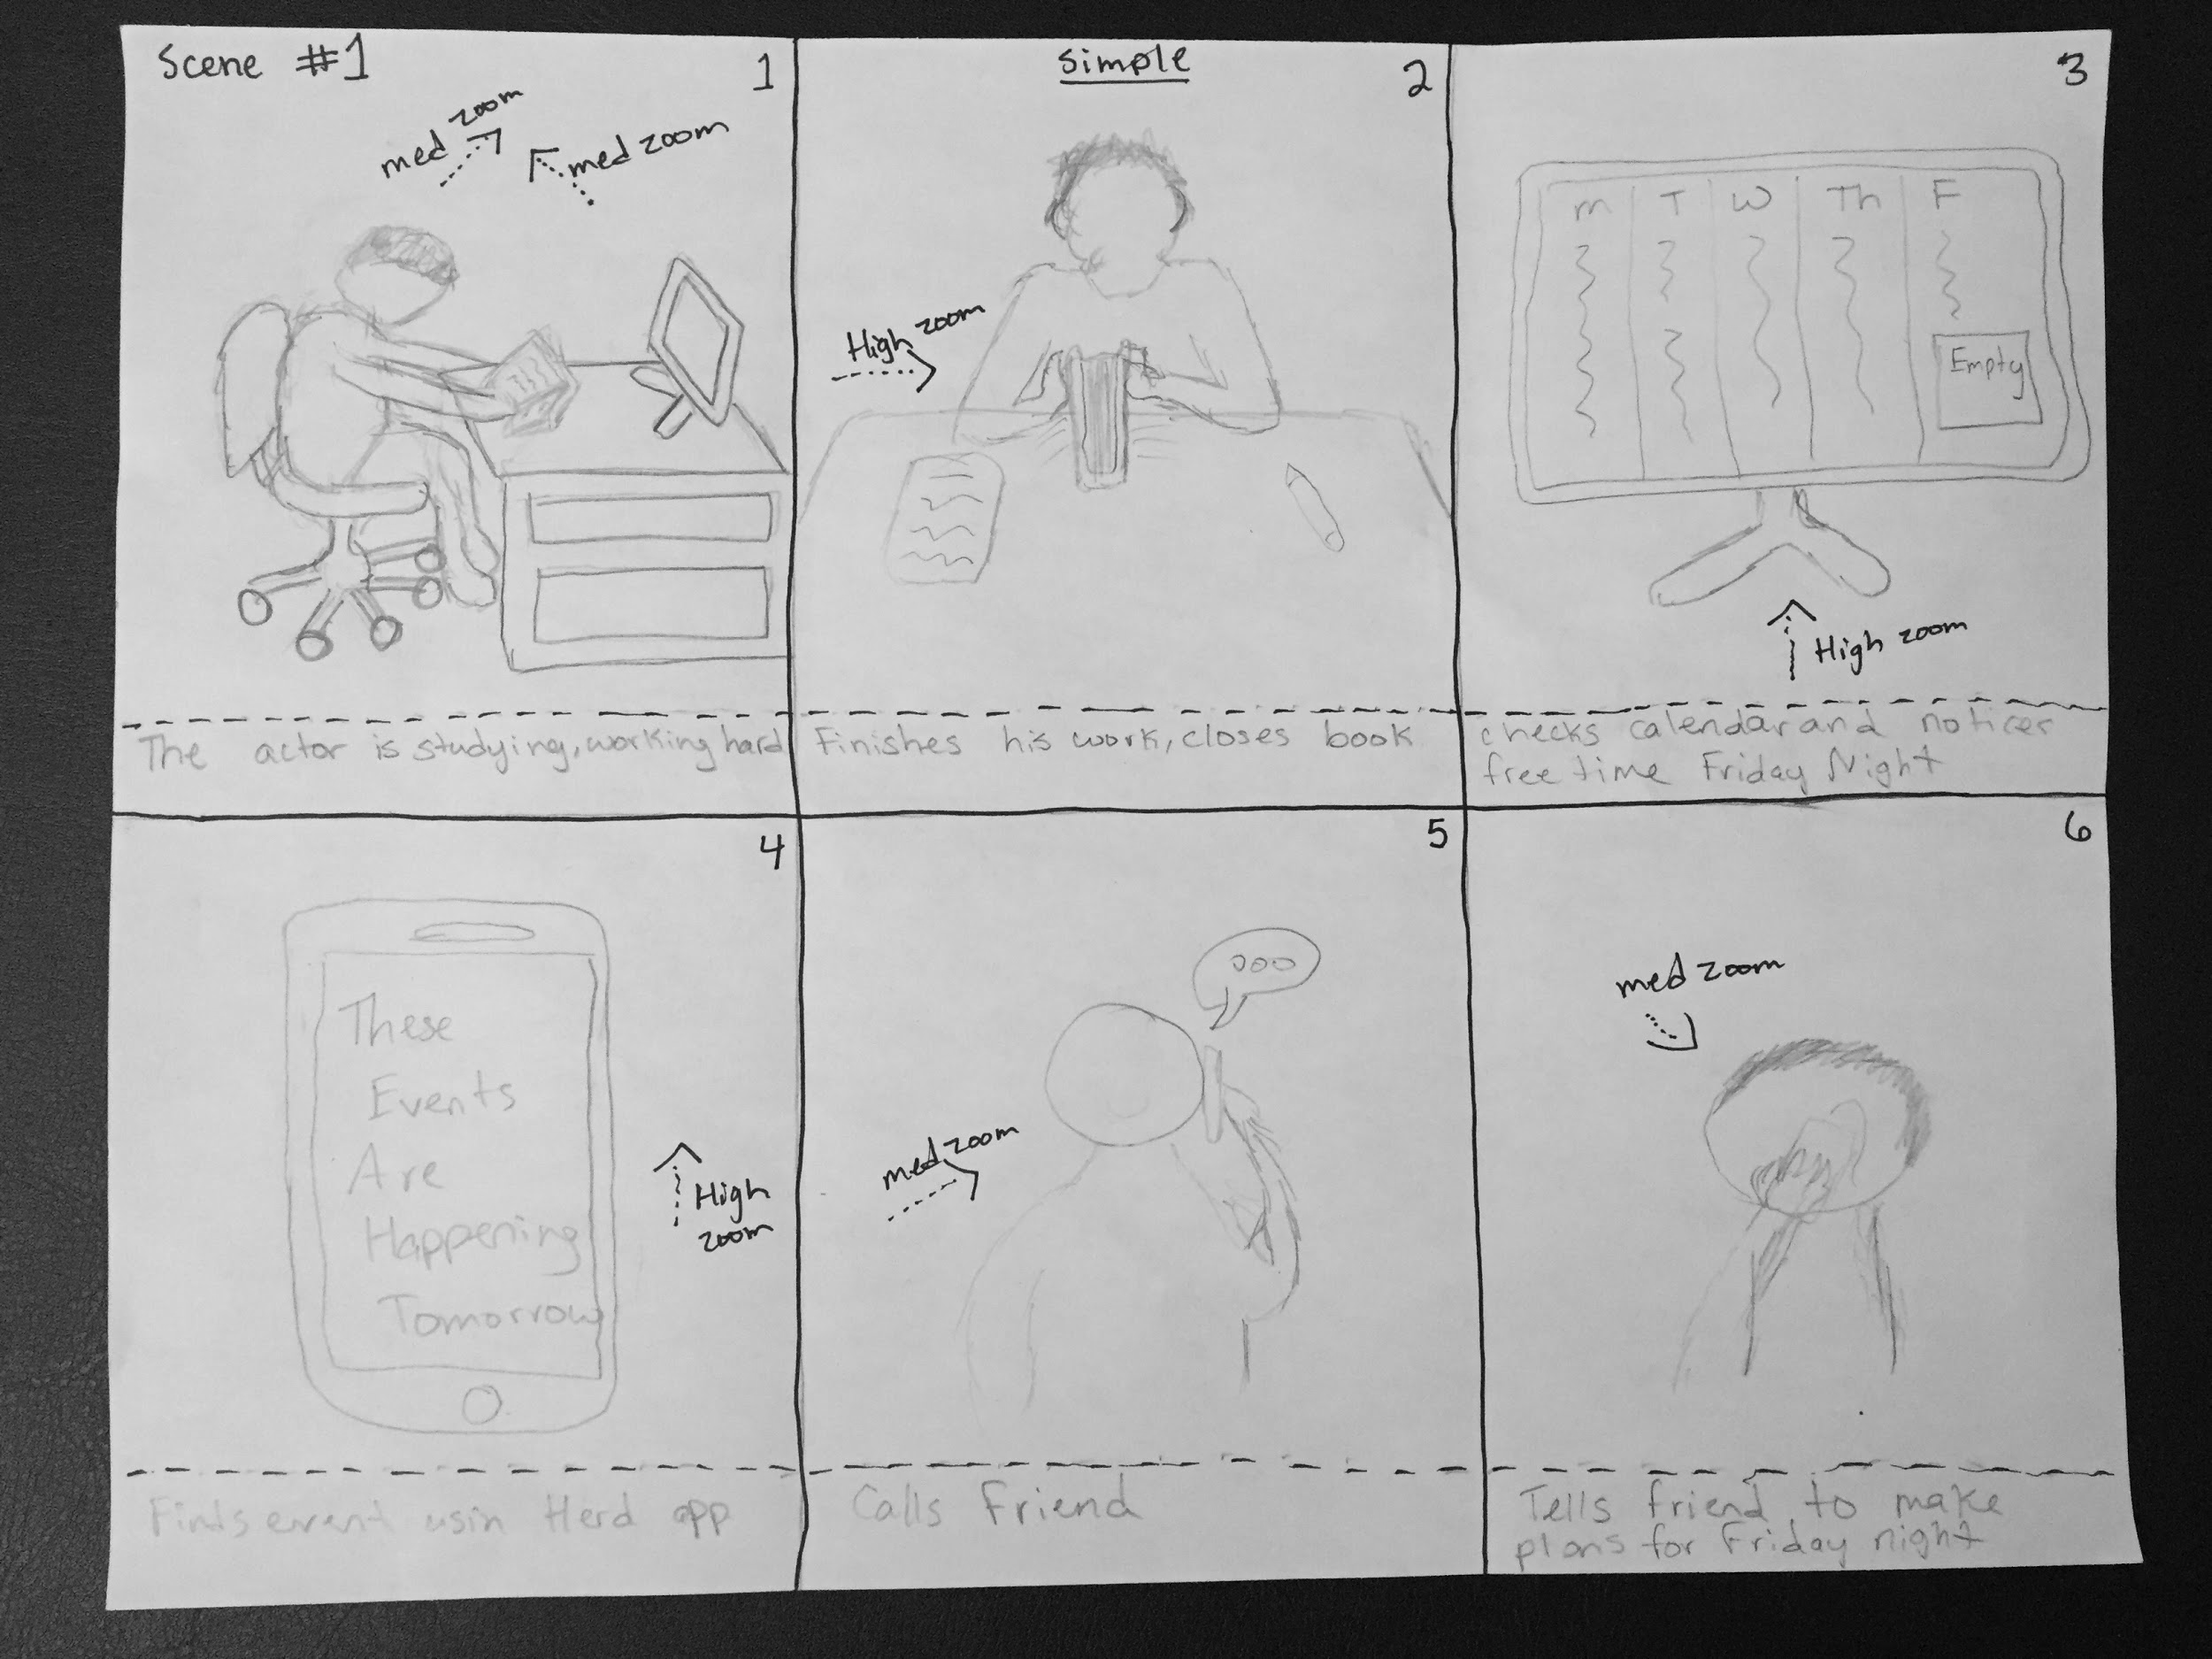 Scene #1
1
med zoom
med zoom
The actor is studying, working hard
simple
2
High zoom
Finishes his work, closes book
3
M T W Th F
Empty
High zoom
checks calendar and notices
free time Friday Night
4
These
Events
Are
Happening
Tomorrow
High
zoom
Finds event usin Herd app
5
ooo
med zoom
Calls friend
6
med zoom
Tells friend to make
plans for Friday night